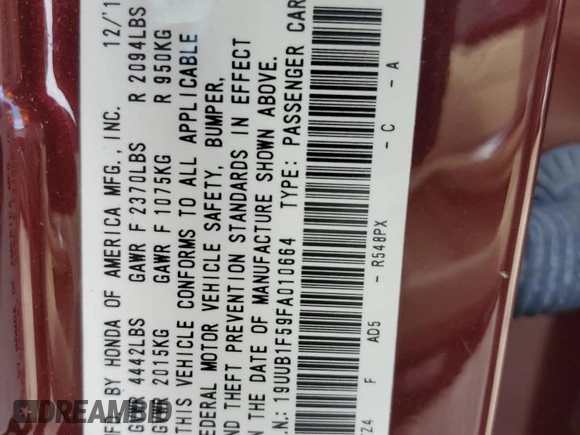 FD BY HONDA OF AMERICA MFG., INC. 12/1
GVWR 4442LBS GAWR F 2370LBS R 2094LBS
GVWR 2015KG GAWR F 1075KG R 950KG
THIS VEHICLE CONFORMS TO ALL APPLICABLE
FEDERAL MOTOR VEHICLE SAFETY, BUMPER,
AND THEFT PREVENTION STANDARDS IN EFFECT
ON THE DATE OF MANUFACTURE SHOWN ABOVE.
I.N.: 19UUB1F59FA010664 TYPE: PASSENGER CAR
TZ4 F AD5 - R548PX - C - A
DREAMBID